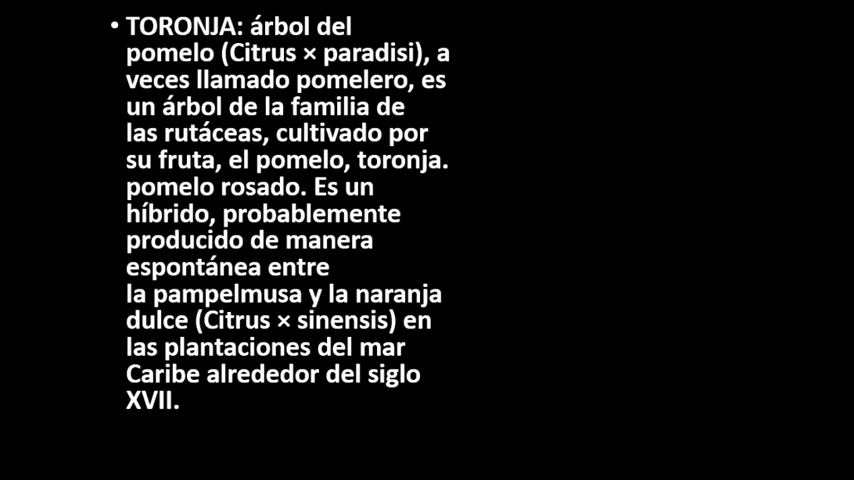 • TORONJA: árbol del
pomelo (Citrus × paradisi), a
veces llamado pomelero, es
un árbol de la familia de
las rutáceas, cultivado por
su fruta, el pomelo, toronja.
pomelo rosado. Es un
híbrido, probablemente
producido de manera
espontánea entre
la pampelmusa y la naranja
dulce (Citrus × sinensis) en
las plantaciones del mar
Caribe alrededor del siglo
XVII.